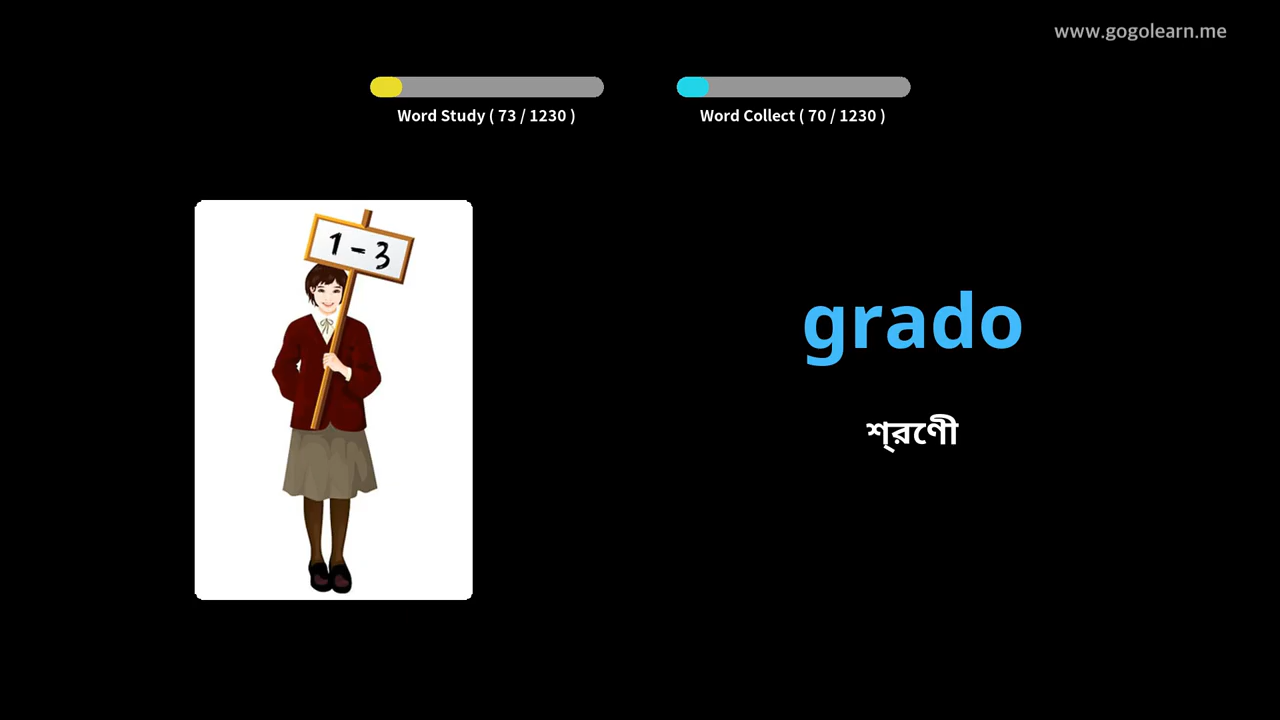 www.gogolearn.me
Word Study ( 73 / 1230 )
Word Collect ( 70 / 1230 )
1 - 3
grado
শ্রেণী